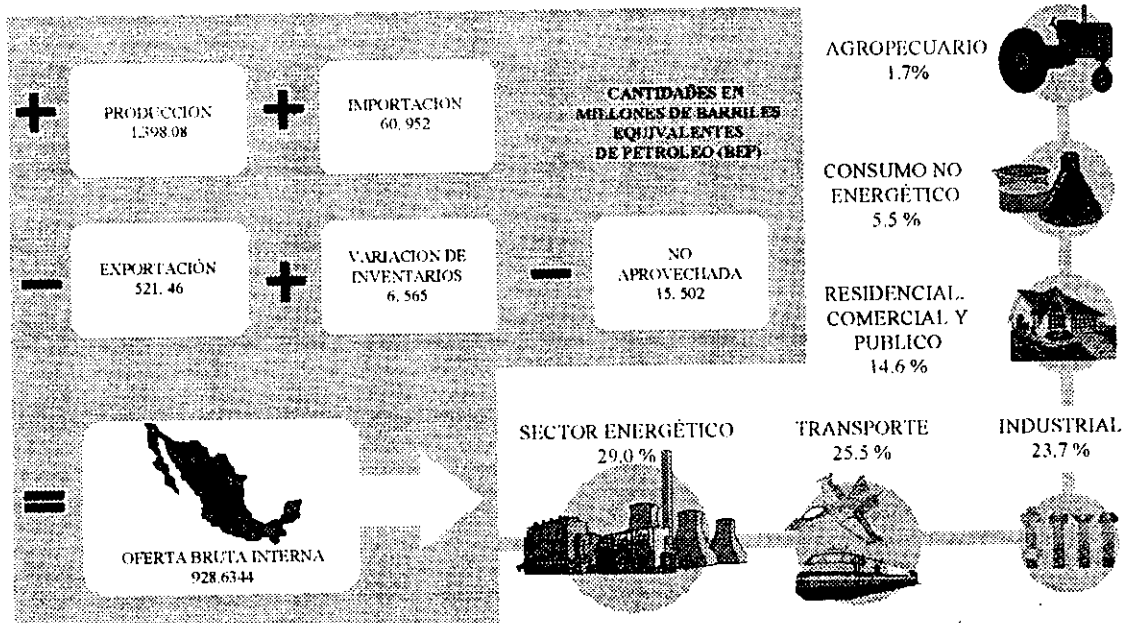 PRODUCCION
1,398.08
IMPORTACION
60. 952
CANTIDADES EN
MILLONES DE BARRILES
EQUIVALENTES
DE PETROLEO (BEP)
EXPORTACIÓN
521. 46
VARIACION DE
INVENTARIOS
6. 565
NO
APROVECHADA
15. 502
OFERTA BRUTA INTERNA
928.6344
SECTOR ENERGÉTICO
29.0 %
TRANSPORTE
25.5 %
INDUSTRIAL
23.7 %
RESIDENCIAL.
COMERCIAL Y
PUBLICO
14.6 %
CONSUMO NO
ENERGÉTICO
5.5 %
AGROPECUARIO
1.7%